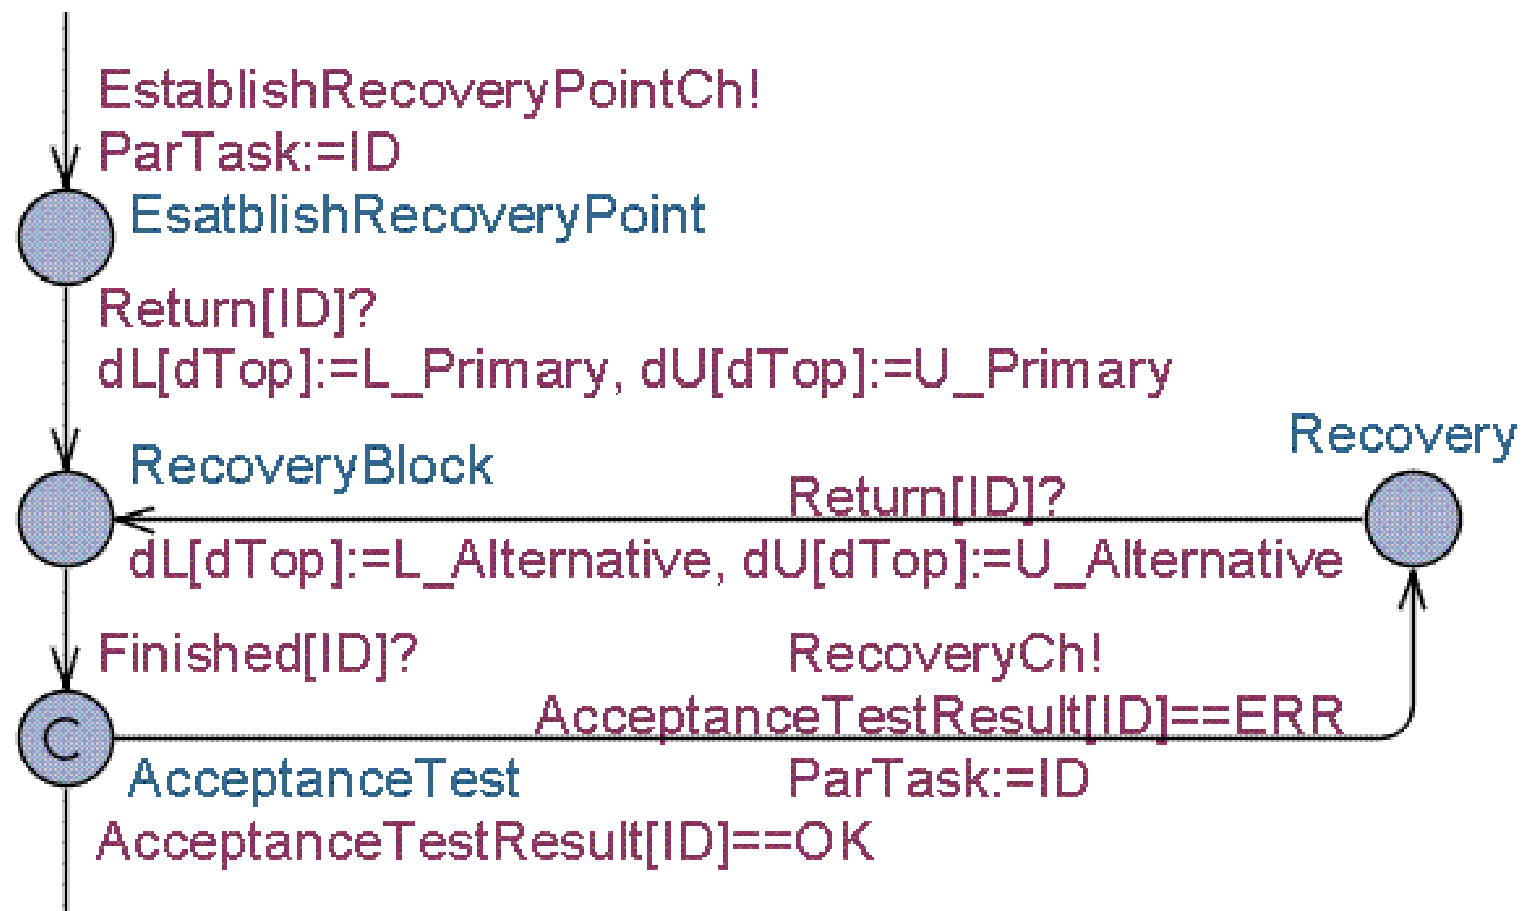 EstablishRecoveryPointCh!
ParTask:=ID
EsatblishRecoveryPoint
Return[ID]?
dL[dTop]:=L_Primary, dU[dTop]:=U_Primary
Recovery
RecoveryBlock
Return[ID]?
dL[dTop]:=L_Alternative, dU[dTop]:=U_Alternative
Finished[ID]?
RecoveryCh!
AcceptanceTestResult[ID]==ERR
C
AcceptanceTest
ParTask:=ID
AcceptanceTestResult[ID]==OK